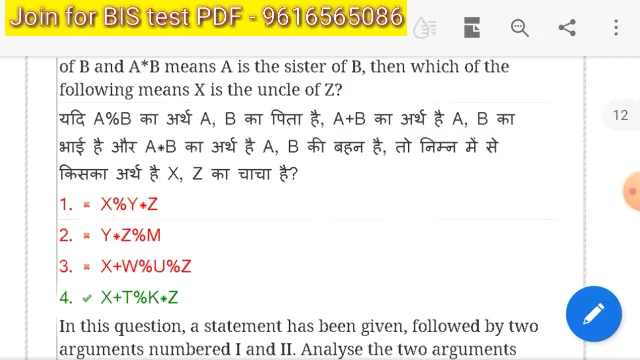 Join for BIS test PDF - 9616565086
of B and A*B means A is the sister of B, then which of the
following means X is the uncle of Z?
12
यदि A%B का अर्थ A, B का पिता है, A+B का अर्थ है A, B का
भाई है और A*B का अर्थ है A, B की बहन है, तो निम्न में से
किसका अर्थ है X, Z का चाचा है?
1. X%Y*Z
2. Y*Z%M
3. X+W%U%Z
4. X+T%K*Z
In this question, a statement has been given, followed by two
arguments numbered I and II. Analyse the two arguments